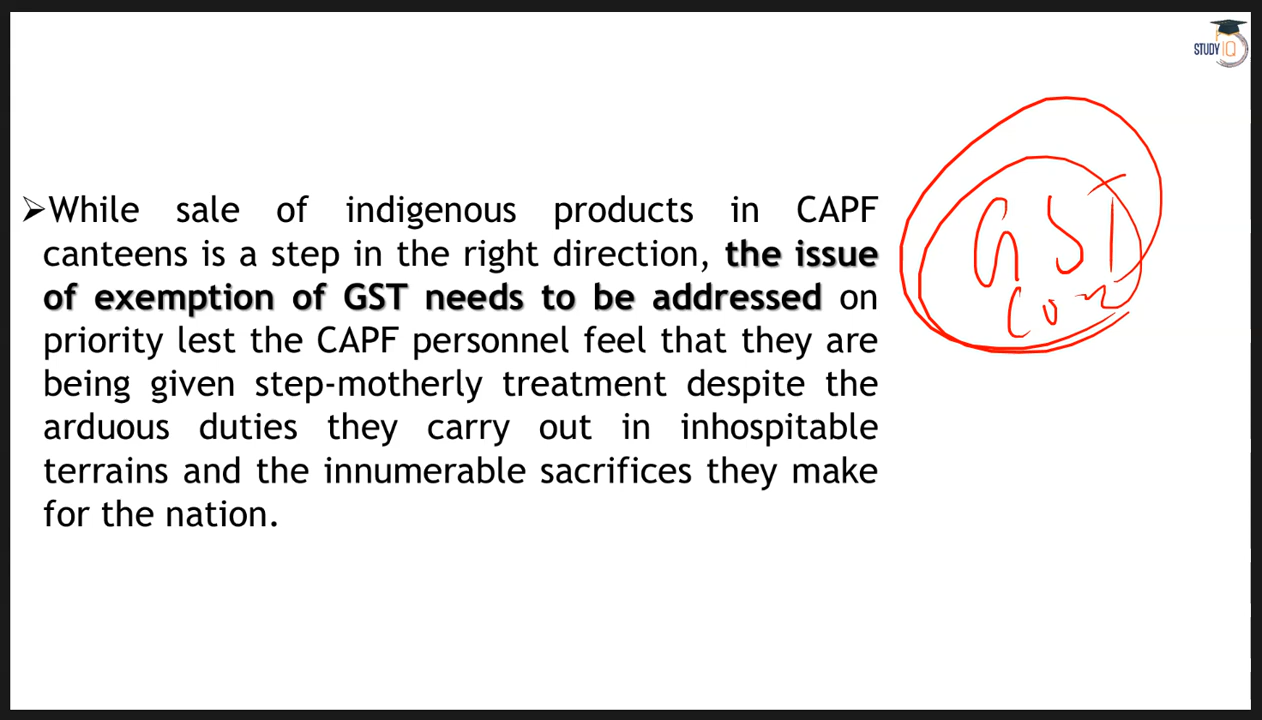 STUDY IQ
➢While sale of indigenous products in CAPF
canteens is a step in the right direction, the issue
of exemption of GST needs to be addressed on
priority lest the CAPF personnel feel that they are
being given step-motherly treatment despite the
arduous duties they carry out in inhospitable
terrains and the innumerable sacrifices they make
for the nation.
GST